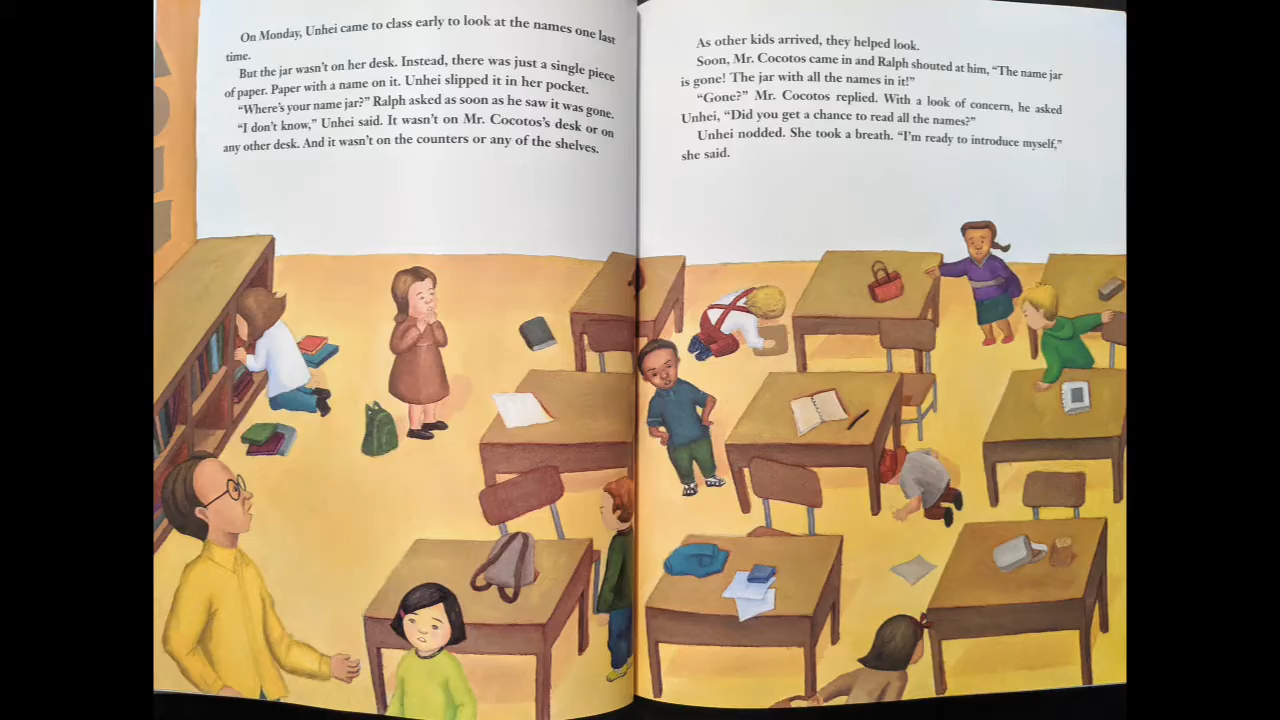 On Monday, Unhei came to class early to look at the names one last
time.
But the jar wasn't on her desk. Instead, there was just a single piece
of paper. Paper with a name on it. Unhei slipped it in her pocket.
“Where's your name jar?” Ralph asked as soon as he saw it was gone.
“I don't know,” Unhei said. It wasn't on Mr. Cocotos's desk or on
any other desk. And it wasn't on the counters or any of the shelves.
As other kids arrived, they helped look.
Soon, Mr. Cocotos came in and Ralph shouted at him, “The name jar
is gone! The jar with all the names in it!”
“Gone?” Mr. Cocotos replied. With a look of concern, he asked
Unhei, “Did you get a chance to read all the names?”
Unhei nodded. She took a breath. “I'm ready to introduce myself,”
she said.